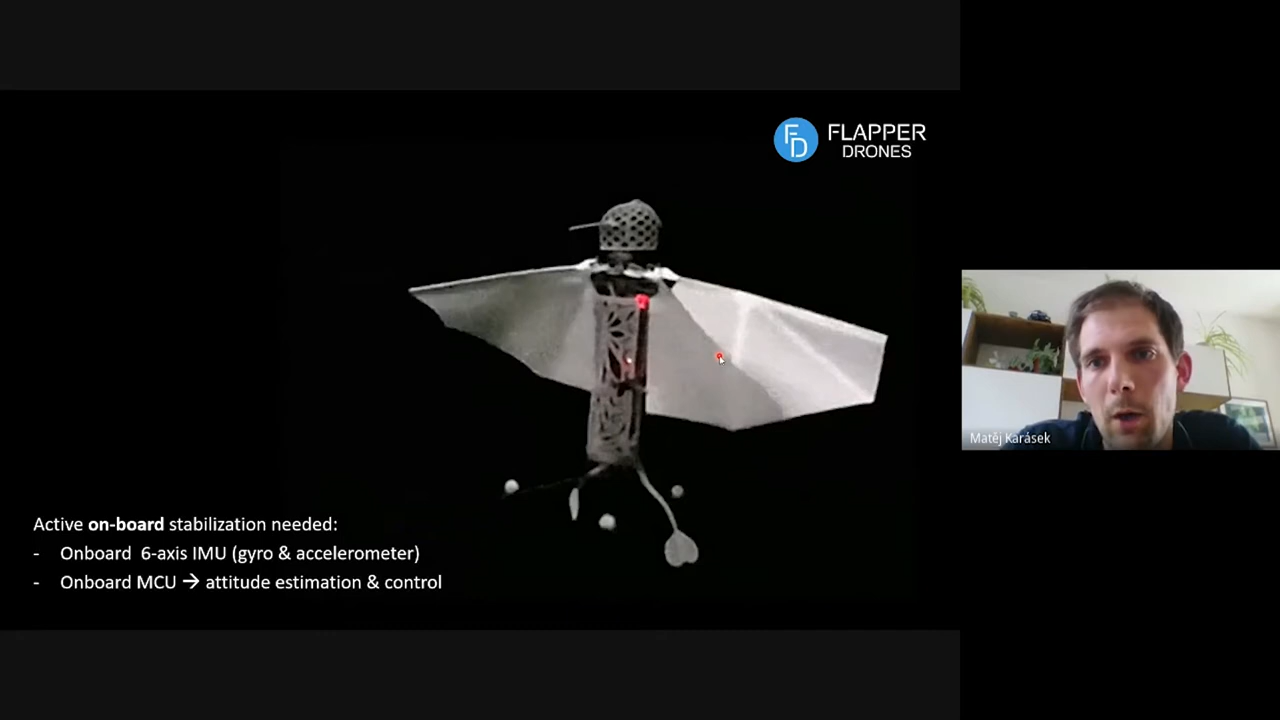 FD
FLAPPER
DRONES
Matěj Karásek
Active on-board stabilization needed:
- Onboard 6-axis IMU (gyro & accelerometer)
- Onboard MCU → attitude estimation & control